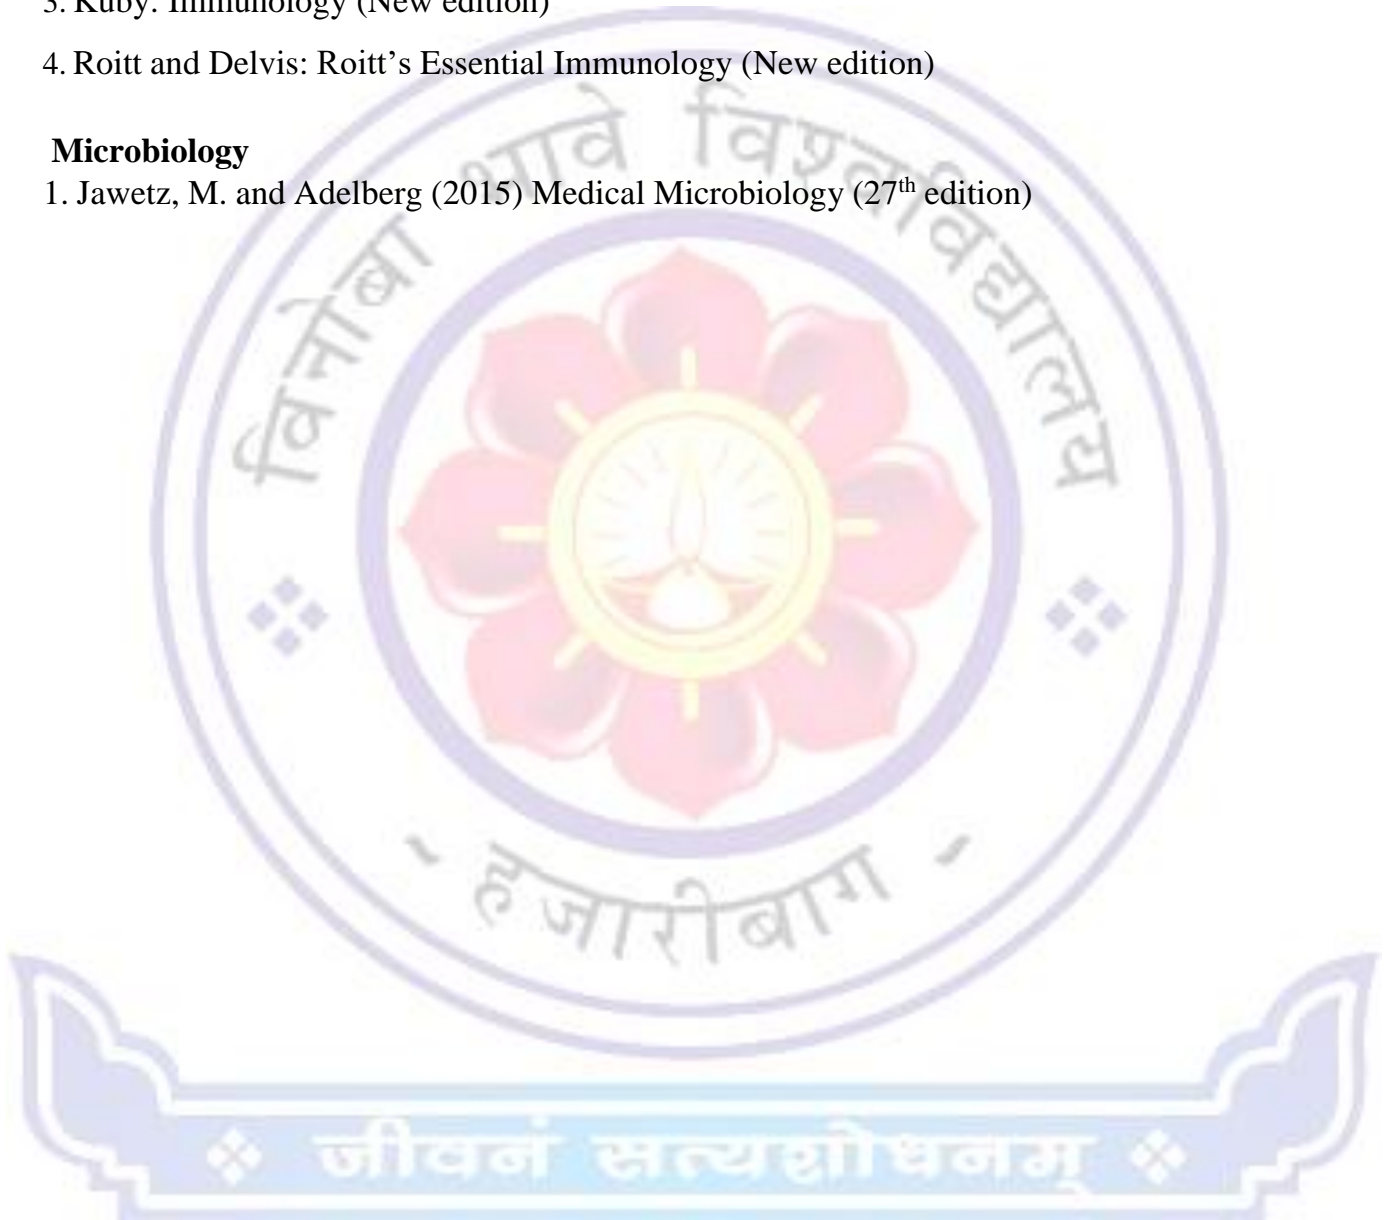 3. Kuby: Immunology (New edition)
4. Roitt and Delvis: Roitt’s Essential Immunology (New edition)
Microbiology
1. Jawetz, M. and Adelberg (2015) Medical Microbiology (27th edition)
विनोबा भावे विश्वविद्यालय
- हजारीबाग -
जीवनं सत्यशोधनम्